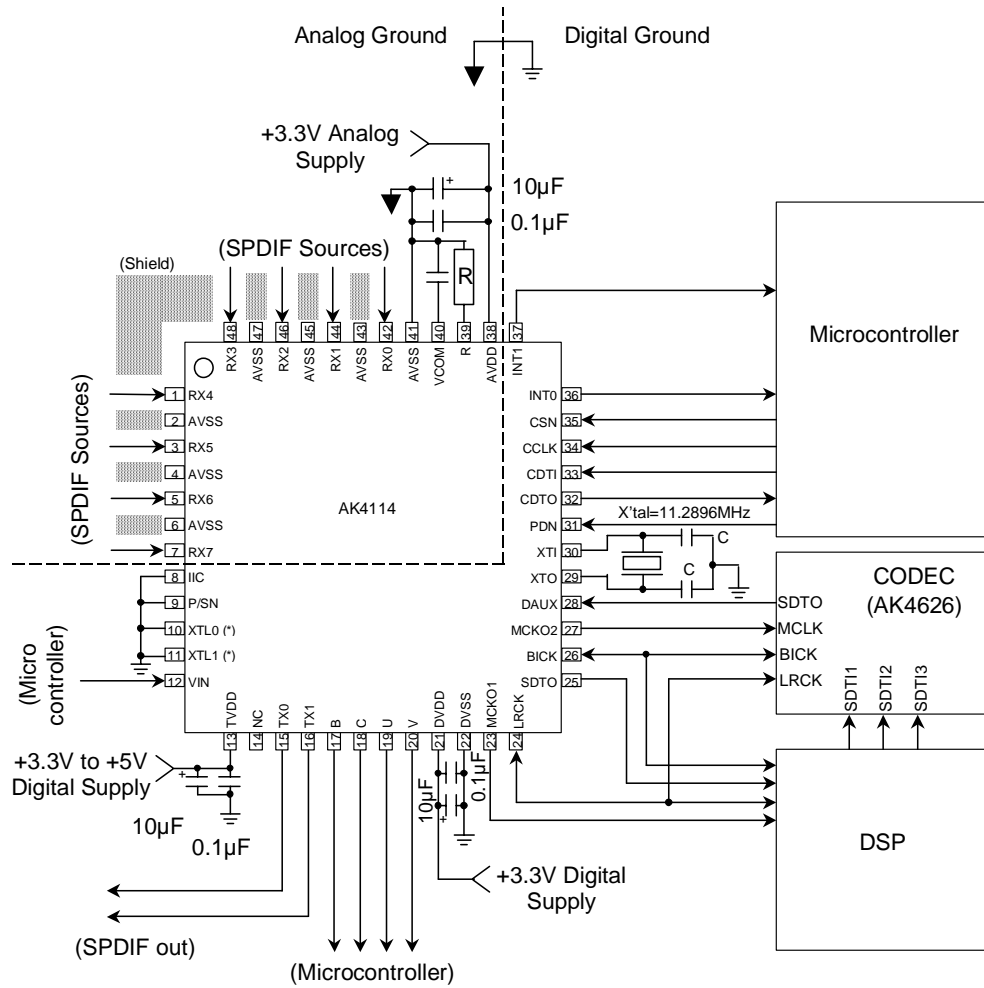 Analog Ground
Digital Ground
+3.3V Analog
Supply
+
10µF
0.1µF
(SPDIF Sources)
(Shield)
R
48
47
46
45
44
43
42
41
40
39
38
37
RX3
AVSS
RX2
AVSS
RX1
AVSS
RX0
AVSS
VCOM
R
AVDD
INT1
Microcontroller
(SPDIF Sources)
1 RX4
2 AVSS
3 RX5
4 AVSS
5 RX6
6 AVSS
7 RX7
8 IIC
9 P/SN
10 XTL0 (*)
11 XTL1 (*)
12 VIN
(Micro
controller)
AK4114
INT0 36
CSN 35
CCLK 34
CDTI 33
CDTO 32
PDN 31
XTI 30
XTO 29
DAUX 28
MCKO2 27
BICK 26
SDTO 25
X'tal=11.2896MHz
C
C
CODEC
(AK4626)
SDTO
MCLK
BICK
LRCK
SDTI1
SDTI2
SDTI3
TVDD
NC
TX0
TX1
B
C
U
V
DVDD
DVSS
MCKO1
LRCK
13
14
15
16
17
18
19
20
21
22
23
24
+3.3V to +5V
Digital Supply
+
10µF
0.1µF
10µF
+
0.1µF
+3.3V Digital
Supply
DSP
(SPDIF out)
(Microcontroller)